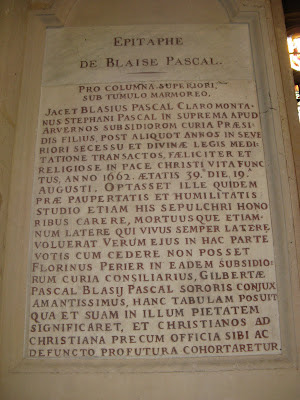 EPITAPHE
DE BLAISE PASCAL.
PRO COLUMNA SUPERIORI,
SUB TUMULO MARMOREO.
JACET BLASIUS PASCAL CLAROMONTA-
NUS STEPHANI PASCAL IN SUPREMA APUD
ARVERNOS SUBSIDIORUM CURIA PRÆSI-
DIS FILIUS, POST ALIQUOT ANNOS IN SEVE
RIORI SECESSU ET DIVINÆ LEGIS MEDI-
TATIONE TRANSACTOS, FÆLICITER ET
RELIGIOSE IN PACE CHRISTI VITA FUNC
TUS, ANNO 1662. ÆTATIS 39.° DIE 19.ª
AUGUSTI. OPTASSET ILLE QUIDEM
PRÆ PAUPERTATIS ET HUMILITATIS
STUDIO ETIAM HIS SEPULCHRI HONO
RIBUS CARERE, MORTUUSQUE ETIAM-
NUM LATERE QUI VIVUS SEMPER LATERE
VOLUERAT VERUM EJUS IN HAC PARTE
VOTIS CUM CEDERE NON POSSET
FLORINUS PERIER IN EADEM SUBSIDIO-
RUM CURIA CONSILIARIUS, GILBERTÆ
PASCAL BLASIJ PASCAL SORORIS CONJUX
AMANTISSIMUS, HANC TABULAM POSUIT
QUA ET SUAM IN ILLUM PIETATEM
SIGNIFICARET, ET CHRISTIANOS AD
CHRISTIANA PRECUM OFFICIA SIBI AC
DEFUNCTO PROFUTURA COHORTARETUR.